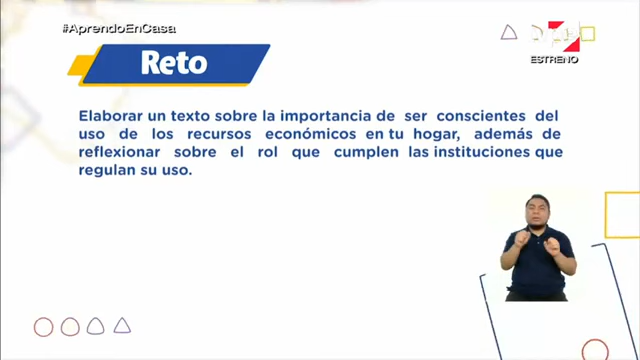 #AprendoEnCasa
ESTRENO
Reto
Elaborar un texto sobre la importancia de ser conscientes del
uso de los recursos económicos en tu hogar, además de
reflexionar sobre el rol que cumplen las instituciones que
regulan su uso.